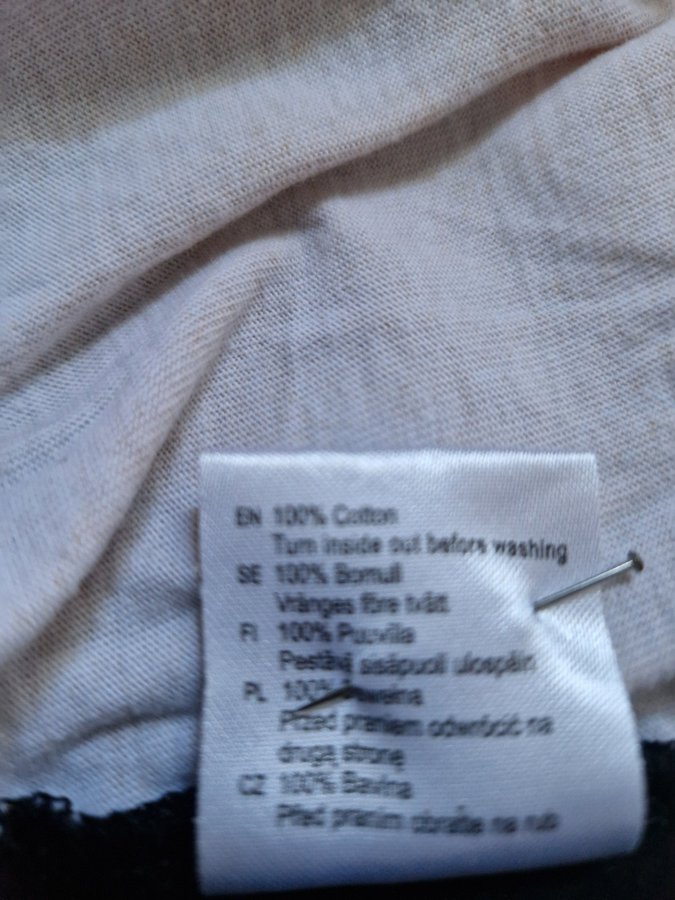 EN 100% Cotton
Turn inside out before washing
SE 100% Bomull
Vränges före tvätt
FI 100% Puuvilla
Pestävä sisäpuoli ulospäin
PL 100% Bawełna
Przed praniem odwrócić na
drugą stronę
CZ 100% Bavlna
Před praním obraťte na rub